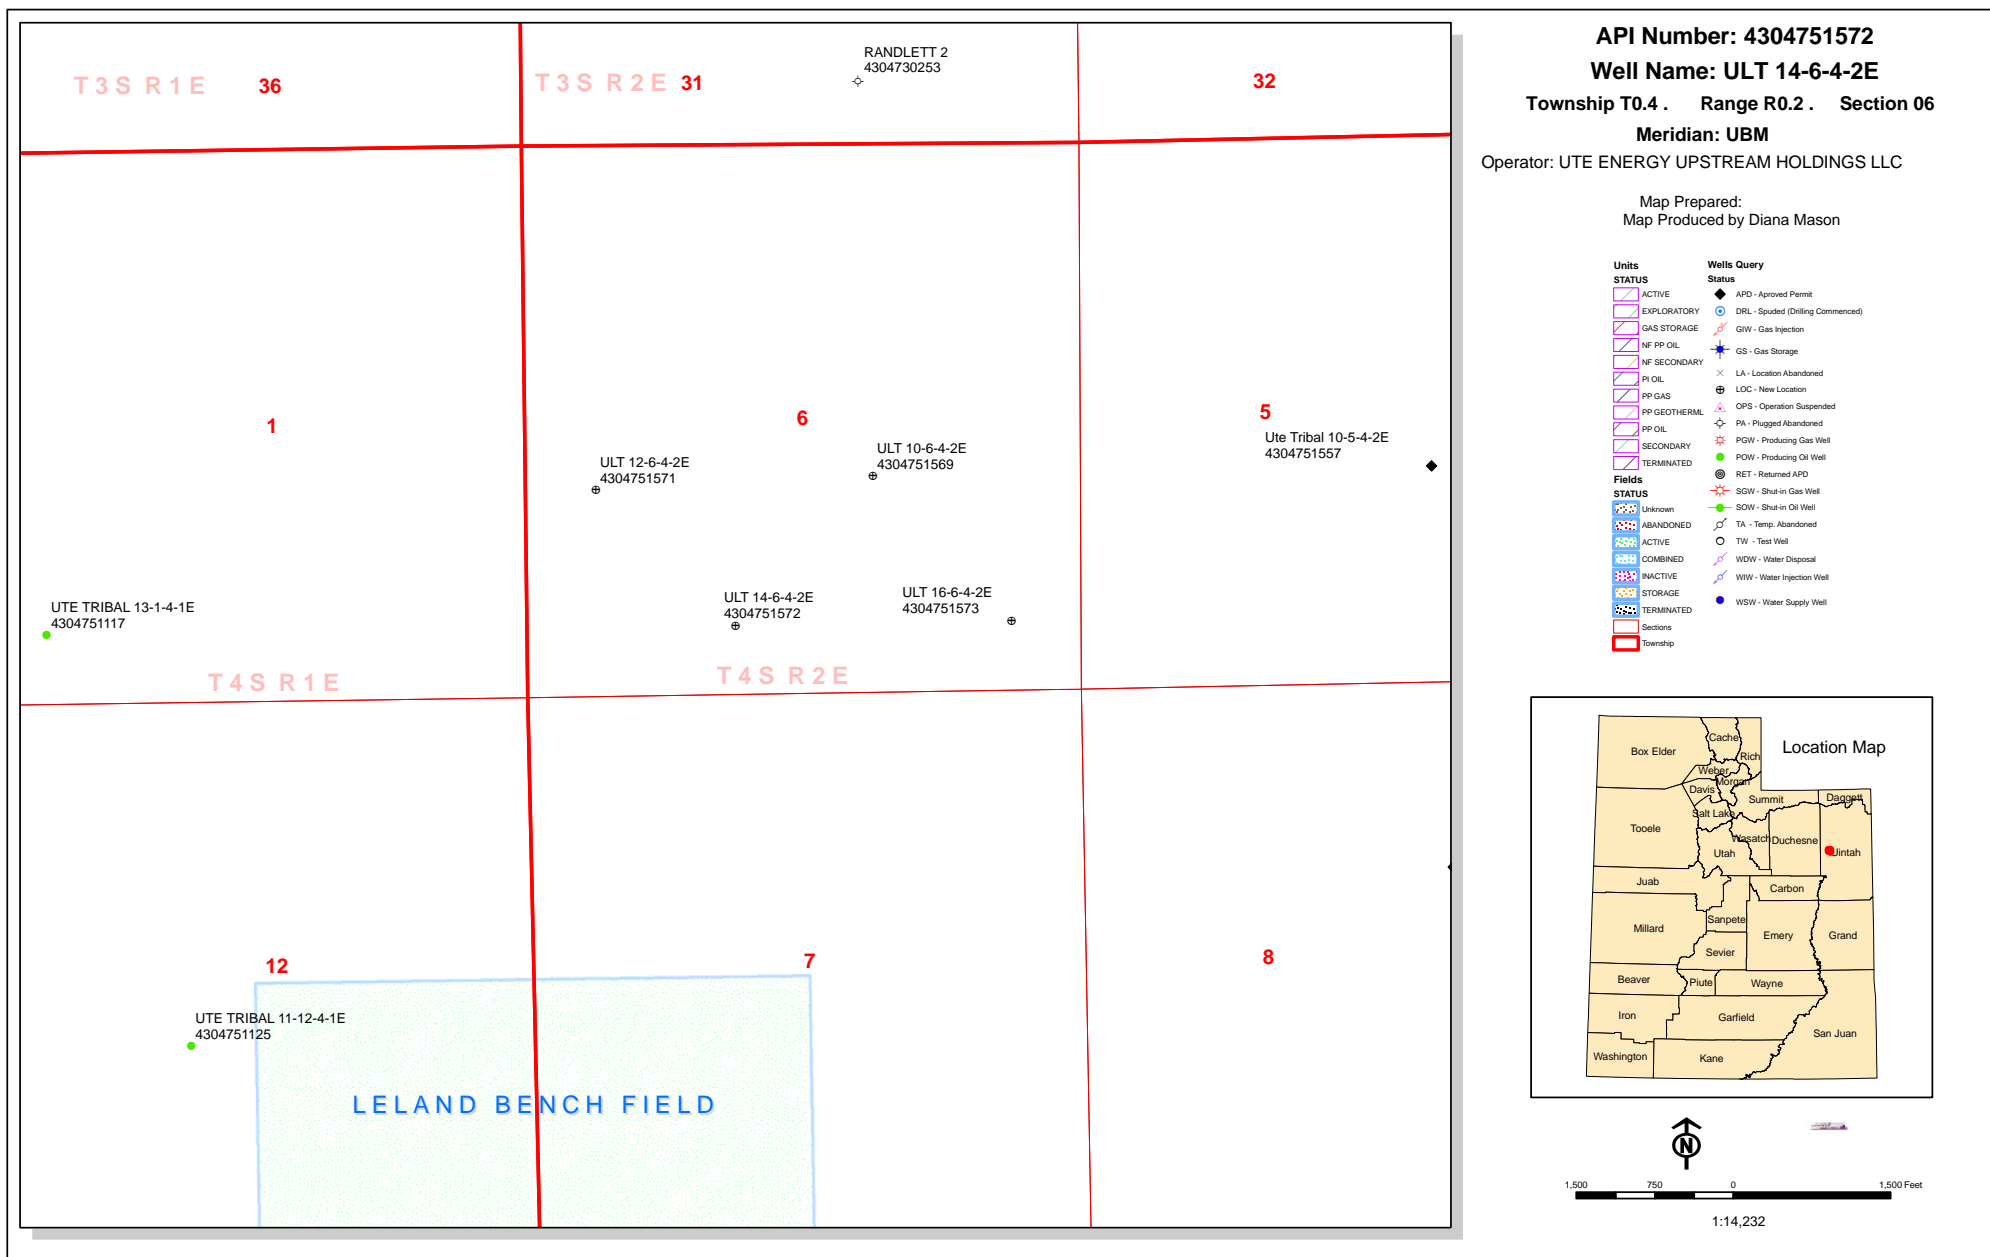 API Number: 4304751572
Well Name: ULT 14-6-4-2E
Township T0.4 . Range R0.2 . Section 06
Meridian: UBM
Operator: UTE ENERGY UPSTREAM HOLDINGS LLC
Map Prepared:
Map Produced by Diana Mason
T3S R1E 36
T3S R2E 31
32
RANDLETT 2
4304730253
1
6
5
ULT 12-6-4-2E
4304751571
ULT 10-6-4-2E
4304751569
Ute Tribal 10-5-4-2E
4304751557
UTE TRIBAL 13-1-4-1E
4304751117
ULT 14-6-4-2E
4304751572
ULT 16-6-4-2E
4304751573
T4S R1E
T4S R2E
12
7
8
UTE TRIBAL 11-12-4-1E
4304751125
LELAND BENCH FIELD
Units
STATUS
ACTIVE
EXPLORATORY
GAS STORAGE
NF PP OIL
NF SECONDARY
PI OIL
PP GAS
PP GEOTHERML
PP OIL
SECONDARY
TERMINATED
Fields
STATUS
Unknown
ABANDONED
ACTIVE
COMBINED
INACTIVE
STORAGE
TERMINATED
Sections
Township
Wells Query
Status
APD - Aproved Permit
DRL - Spuded (Drilling Commenced)
GIW - Gas Injection
GS - Gas Storage
LA - Location Abandoned
LOC - New Location
OPS - Operation Suspended
PA - Plugged Abandoned
PGW - Producing Gas Well
POW - Producing Oil Well
RET - Returned APD
SGW - Shut-in Gas Well
SOW - Shut-in Oil Well
TA - Temp. Abandoned
TW - Test Well
WDW - Water Disposal
WIW - Water Injection Well
WSW - Water Supply Well
Location Map
Box Elder
Cache
Rich
Weber
Morgan
Davis
Summit
Daggett
Salt Lake
Tooele
Wasatch
Duchesne
Utah
Uintah
Juab
Carbon
Sanpete
Millard
Emery
Grand
Sevier
Beaver
Piute
Wayne
Iron
Garfield
San Juan
Washington
Kane
N
1,500 750 0 1,500 Feet
1:14,232